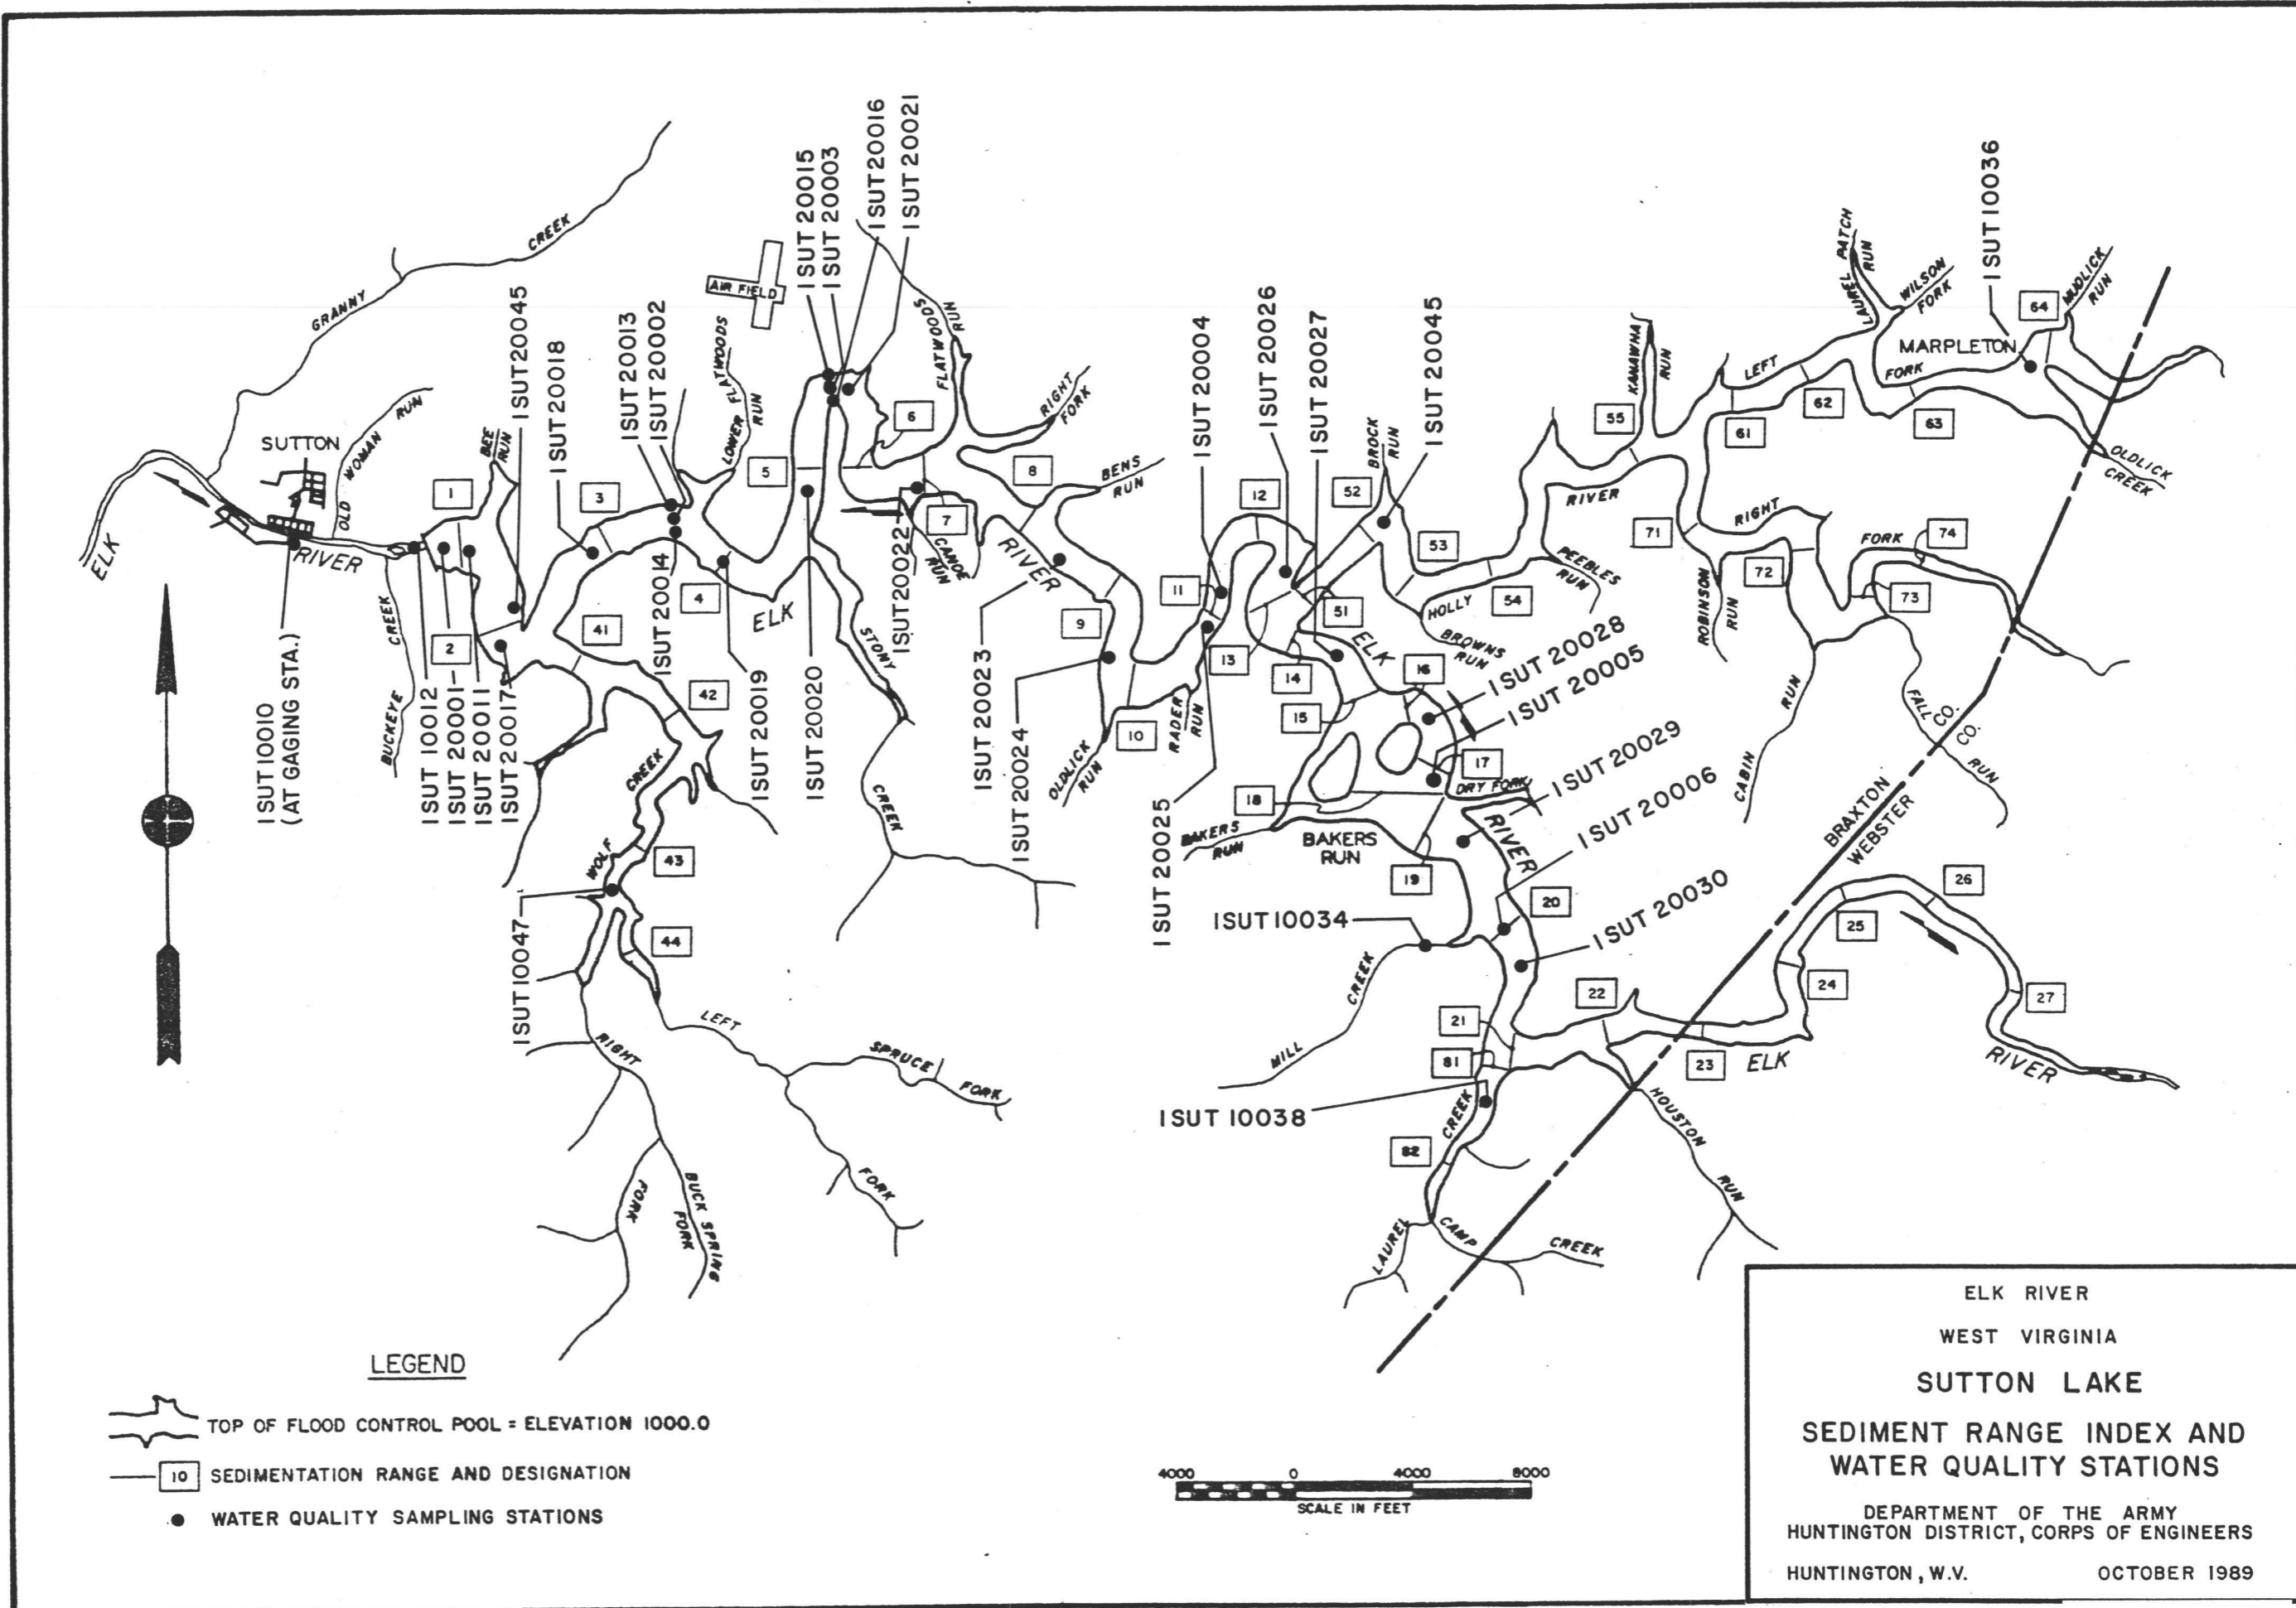 ISUT 20016
ISUT 20021
ISUT 20015
ISUT 20003
ISUT 10036
GRANNY
CREEK
AIR FIELD
LAUREL PATCH
RUN
WILSON
FORK
64
MUDLICK
RUN
MARPLETON
ISUT 20045
ISUT 20018
ISUT 20013
ISUT 20002
LOWER FLATWOODS
RUN
FLATWOODS
RUN
RIGHT
FORK
ISUT 20004
ISUT 20026
ISUT 20027
ISUT 20045
KANAWHA
RUN
LEFT
FORK
SUTTON
OLD WOMAN RUN
BEE
RUN
1
3
5
6
8
BENS
RUN
12
52
BROCK
RUN
55
61
62
63
OLDLICK
CREEK
ELK
RIVER
2
41
ISUT 20014
4
ELK
7
CANOE
RUN
ISUT 20022
RIVER
9
11
13
14
51
53
54
HOLLY
RIVER
PEEBLES
RUN
BROWNS
RUN
71
RIGHT
FORK
72
73
74
ROBINSON
RUN
BUCKEYE
CREEK
ISUT 10010
(AT GAGING STA.)
ISUT 10012
ISUT 20001
ISUT 20011
ISUT 20017
42
ISUT 20019
ISUT 20020
STONY
CREEK
ISUT 20023
ISUT 20024
OLDLICK
RUN
10
RADER
RUN
ISUT 20025
15
ELK
16
ISUT 20028
ISUT 20005
17
DRY FORK
ISUT 20029
ISUT 20006
18
BAKERS
RUN
BAKERS
RUN
19
RIVER
20
ISUT 20030
CABIN
RUN
FALL
RUN
CO.
CO.
BRAXTON
WEBSTER
CREEK
WOLF
43
44
ISUT 10047
ISUT 10034
MILL
CREEK
21
81
22
23
ELK
24
25
26
27
RIVER
ISUT 10038
CREEK
82
HOUSTON
RUN
LAUREL
CAMP
CREEK
LEFT
SPRUCE
FORK
FORK
RIGHT
FORK
BUCK SPRING
FORK
LEGEND
TOP OF FLOOD CONTROL POOL = ELEVATION 1000.0
10 SEDIMENTATION RANGE AND DESIGNATION
WATER QUALITY SAMPLING STATIONS
4000 0 4000 8000
SCALE IN FEET
ELK RIVER
WEST VIRGINIA
SUTTON LAKE
SEDIMENT RANGE INDEX AND
WATER QUALITY STATIONS
DEPARTMENT OF THE ARMY
HUNTINGTON DISTRICT, CORPS OF ENGINEERS
HUNTINGTON, W.V. OCTOBER 1989